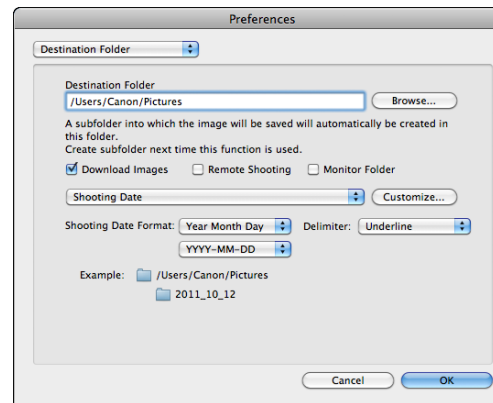 Preferences
Destination Folder
Destination Folder
/Users/Canon/Pictures Browse...
A subfolder into which the image will be saved will automatically be created in
this folder.
Create subfolder next time this function is used.
Download Images Remote Shooting Monitor Folder
Shooting Date Customize...
Shooting Date Format: Year Month Day Delimiter: Underline
YYYY-MM-DD
Example: /Users/Canon/Pictures
2011_10_12
Cancel OK